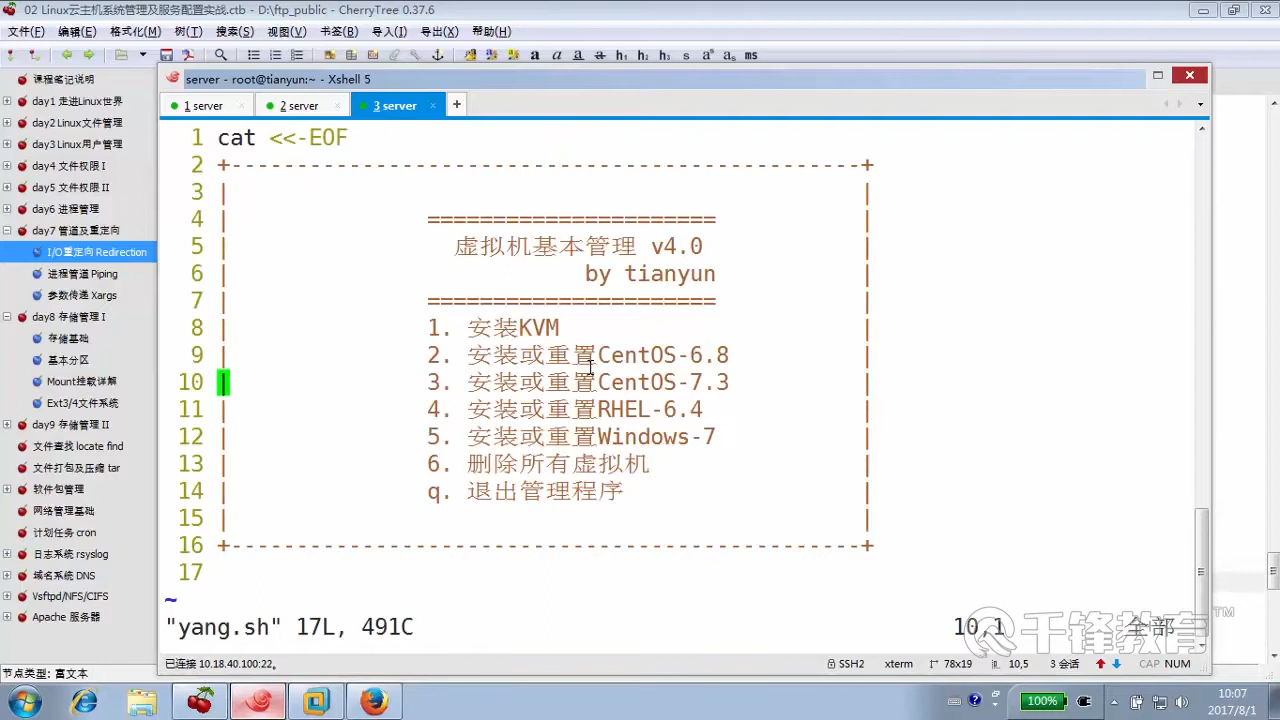 02 Linux云主机系统管理及服务配置实战.ctb - D:\ftp_public - CherryTree 0.37.6
文件(F) 编辑(E) 格式化(M) 树(T) 搜索(S) 视图(V) 书签(B) 导入(I) 导出(X) 帮助(H)
a a a a h1 h2 h3 s aª a₀ ms
课程笔记说明
day1 走进Linux世界
day2 Linux文件管理
day3 Linux用户管理
day4 文件权限 I
day5 文件权限 II
day6 进程管理
day7 管道及重定向
I/O重定向 Redirection
进程管道 Piping
参数传递 Xargs
day8 存储管理 I
存储基础
基本分区
Mount挂载详解
Ext3/4文件系统
day9 存储管理 II
文件查找 locate find
文件打包及压缩 tar
软件包管理
网络管理基础
计划任务 cron
日志系统 rsyslog
域名系统 DNS
Vsftpd/NFS/CIFS
Apache 服务器
节点类型: 富文本
server - root@tianyun:~ - Xshell 5
1 server 2 server 3 server +
1 cat <<-EOF
2 +------------------------------------------------+
3 | |
4 | ====================== |
5 | 虚拟机基本管理 v4.0 |
6 | by tianyun |
7 | ====================== |
8 | 1. 安装KVM |
9 | 2. 安装或重置CentOS-6.8 |
10 | 3. 安装或重置CentOS-7.3 |
11 | 4. 安装或重置RHEL-6.4 |
12 | 5. 安装或重置Windows-7 |
13 | 6. 删除所有虚拟机 |
14 | q. 退出管理程序 |
15 | |
16 +------------------------------------------------+
17
~
"yang.sh" 17L, 491C 10,1 全部
千锋教育™
已连接 10.18.40.100:22。 SSH2 xterm 78x19 10,5 3 会话 CAP NUM
100% 10:07
2017/8/1